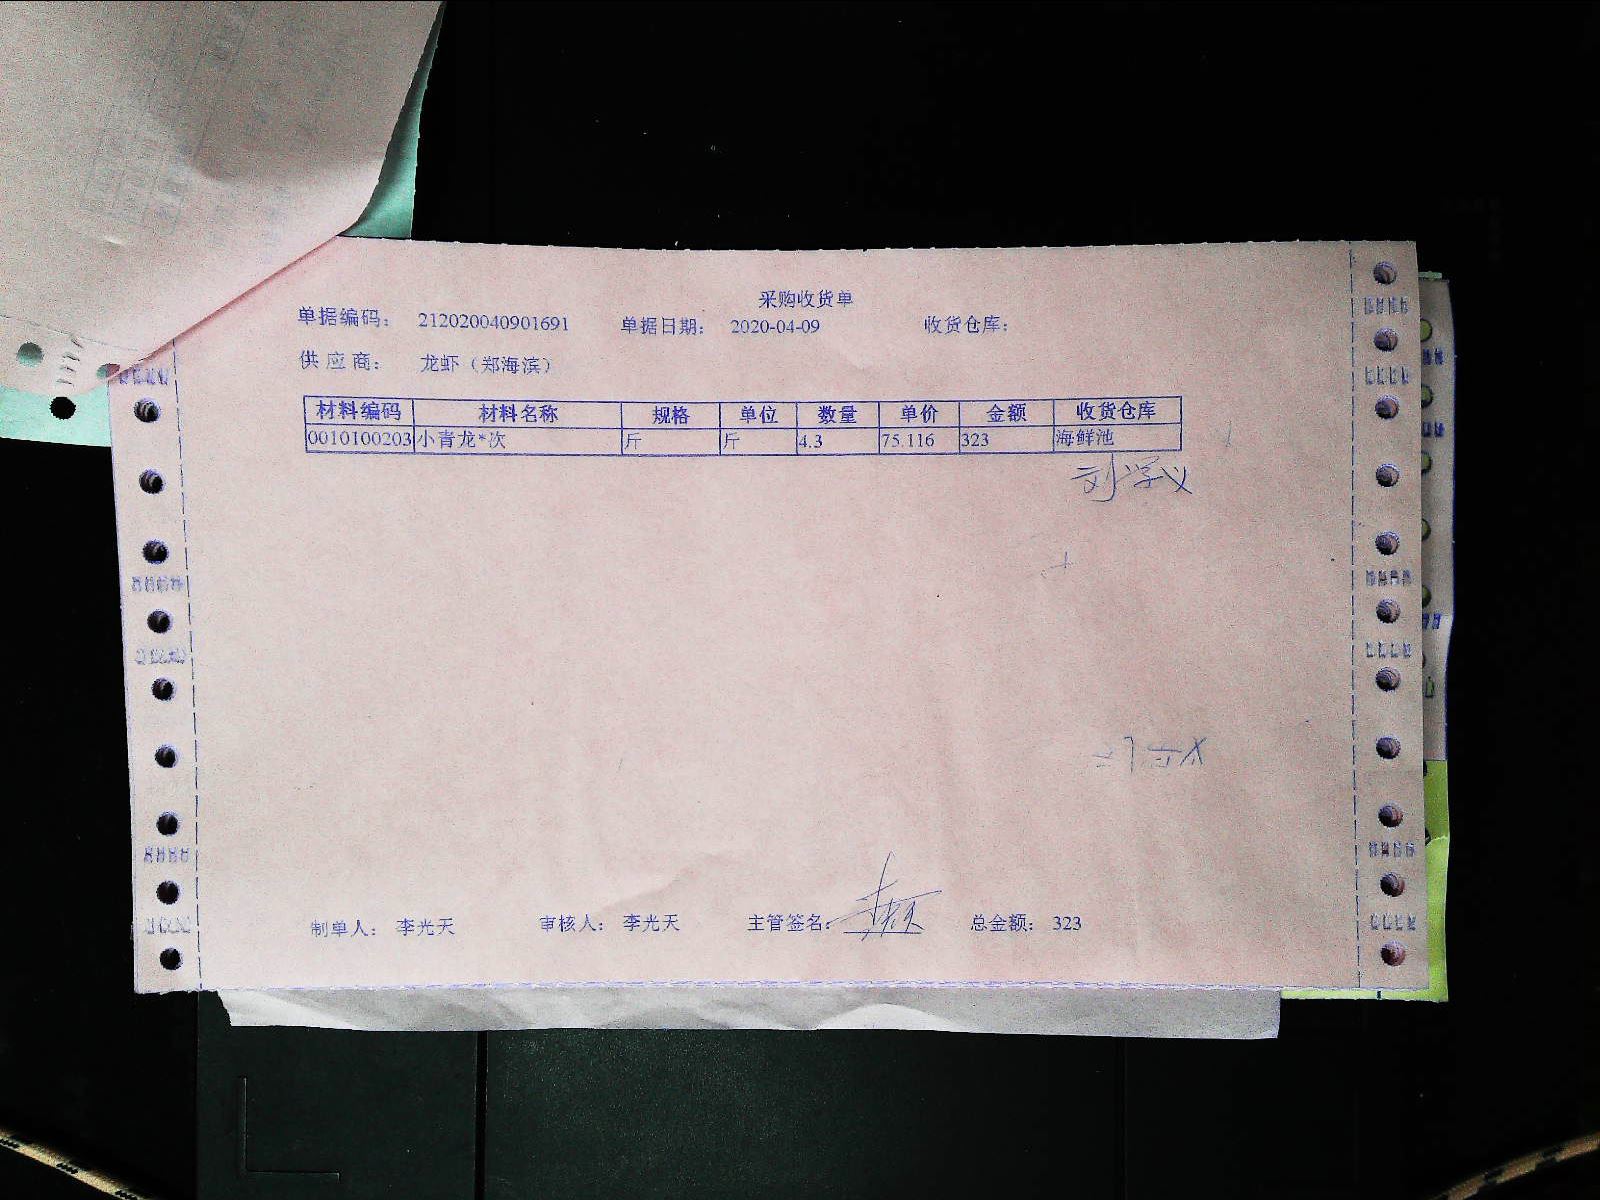 采购收货单
单据编码： 212020040901691 单据日期： 2020-04-09 收货仓库：
供应商： 龙虾（郑海滨）
材料编码 材料名称 规格 单位 数量 单价 金额 收货仓库
0010100203 小青龙*次 斤 斤 4.3 75.116 323 海鲜池
刘学义
制单人： 李光天 审核人： 李光天 主管签名： 总金额： 323